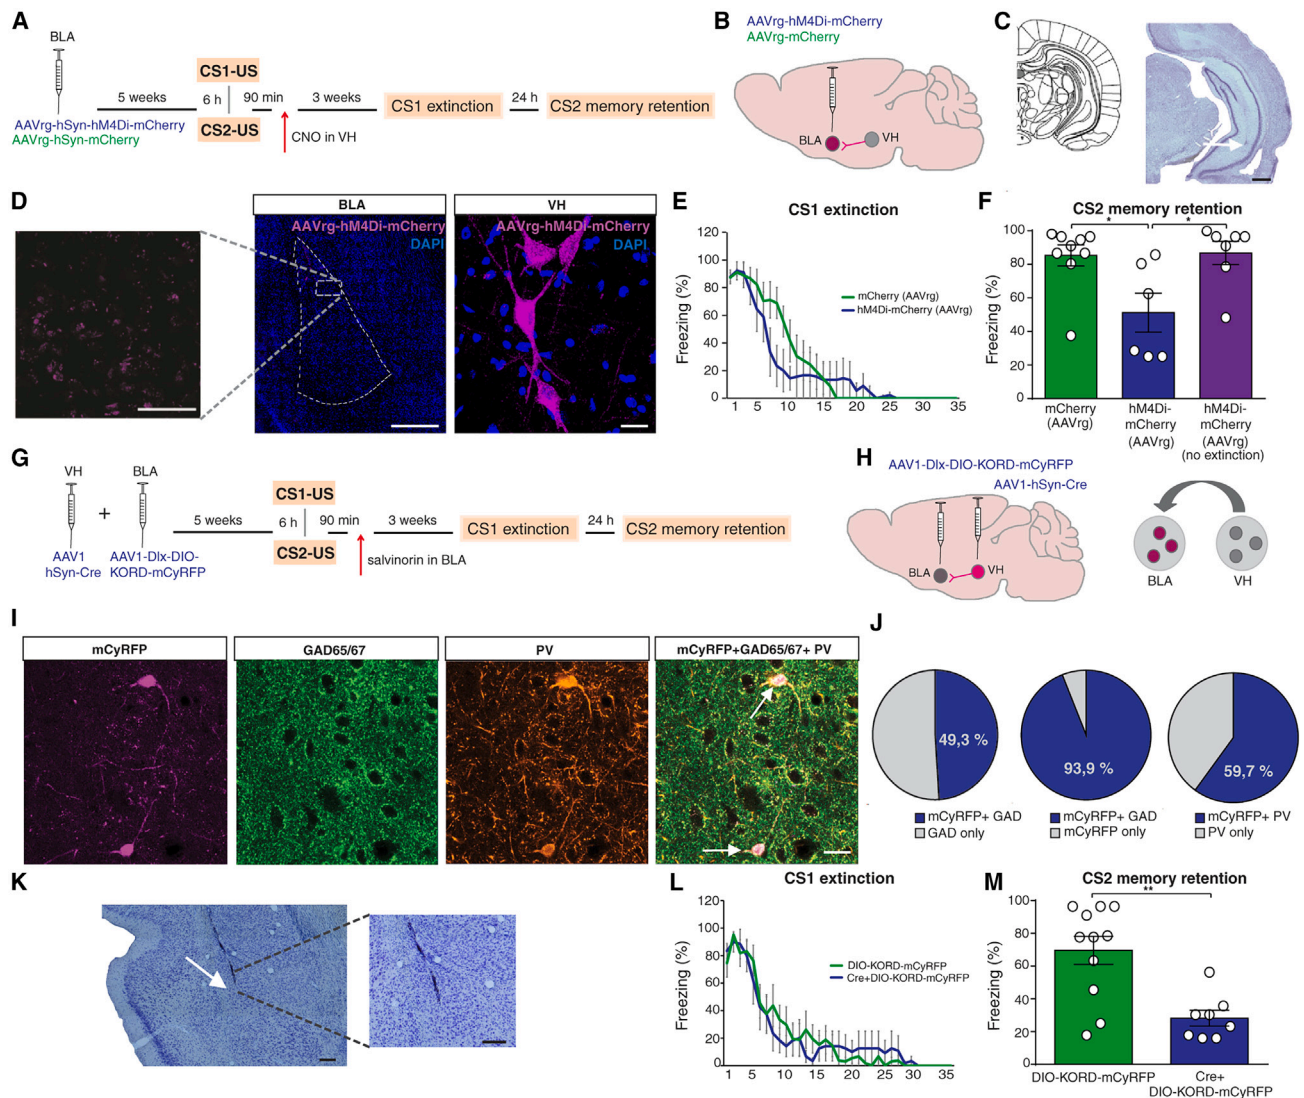 A
BLA
AAVrg-hSyn-hM4Di-mCherry
AAVrg-hSyn-mCherry
5 weeks
CS1-US
6 h
CS2-US
90 min
CNO in VH
3 weeks
CS1 extinction
24 h
CS2 memory retention
B
AAVrg-hM4Di-mCherry
AAVrg-mCherry
BLA
VH
C
D
BLA
AAVrg-hM4Di-mCherry
DAPI
VH
AAVrg-hM4Di-mCherry
DAPI
E
CS1 extinction
Freezing (%)
120
100
80
60
40
20
0
1 5 10 15 20 25 35
mCherry (AAVrg)
hM4Di-mCherry (AAVrg)
F
CS2 memory retention
* *
Freezing (%)
100
80
60
40
20
0
mCherry
(AAVrg)
hM4Di-
mCherry
(AAVrg)
hM4Di-
mCherry
(AAVrg)
(no extinction)
G
VH
+
BLA
AAV1
hSyn-Cre
AAV1-Dlx-DIO-
KORD-mCyRFP
5 weeks
CS1-US
6 h
CS2-US
90 min
salvinorin in BLA
3 weeks
CS1 extinction
24 h
CS2 memory retention
H
AAV1-Dlx-DIO-KORD-mCyRFP
AAV1-hSyn-Cre
BLA
VH
BLA
VH
I
mCyRFP
GAD65/67
PV
mCyRFP+GAD65/67+ PV
J
49,3 %
mCyRFP+ GAD
GAD only
93,9 %
mCyRFP+ GAD
mCyRFP only
59,7 %
mCyRFP+ PV
PV only
K
L
CS1 extinction
Freezing (%)
120
100
80
60
40
20
0
1 5 10 15 20 25 30 35
DIO-KORD-mCyRFP
Cre+DIO-KORD-mCyRFP
M
CS2 memory retention
**
Freezing (%)
100
80
60
40
20
0
DIO-KORD-mCyRFP
Cre+
DIO-KORD-mCyRFP